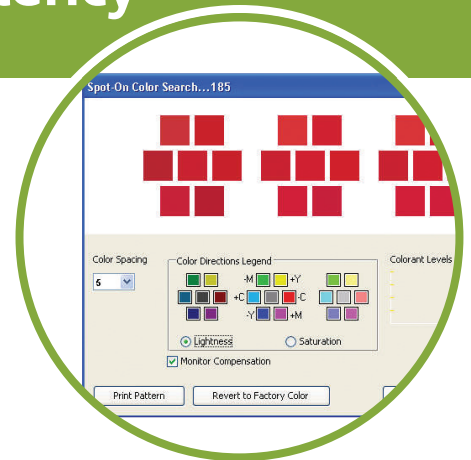 Spot-On Color Search...185
Color Spacing
Color Directions Legend
Colorant Levels
5
-M +Y
+C -C
-Y +M
Lightness
Saturation
Monitor Compensation
Print Pattern
Revert to Factory Color